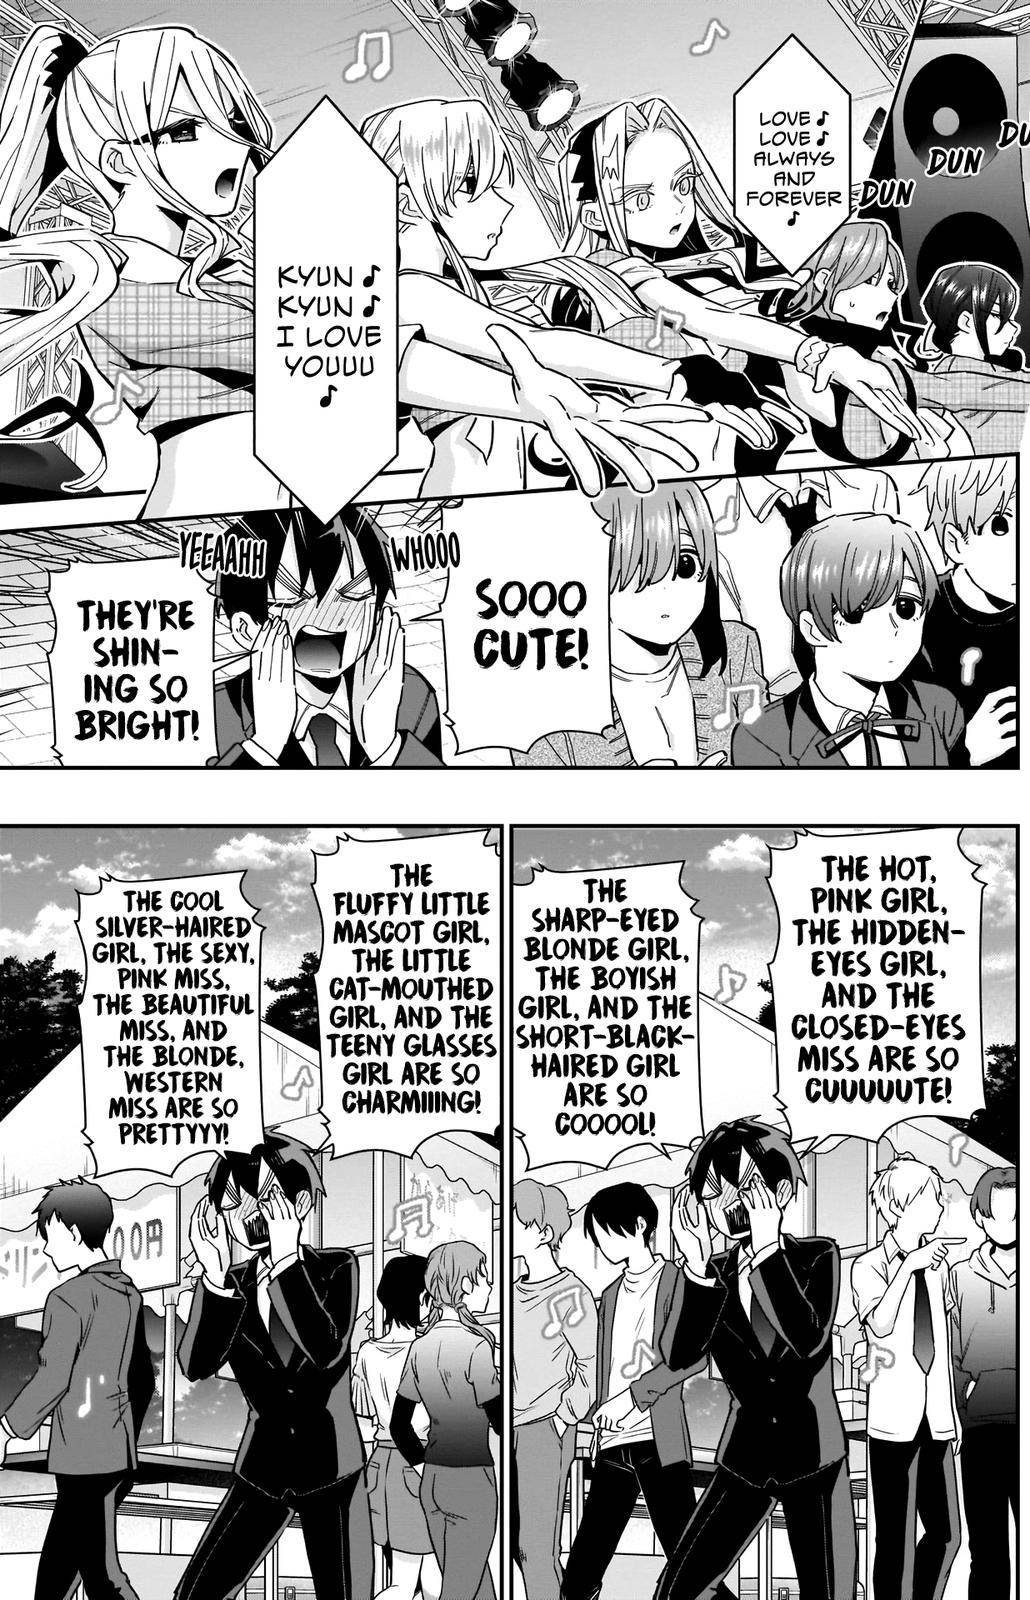 DUN
DUN
DU
LOVE ♪
LOVE ♪
ALWAYS
AND
FOREVER
♪
KYUN ♪
KYUN ♪
I LOVE
YOUUU
♪
SOOO
CUTE!
WHOOO
YEEAAHH
THEY'RE
SHIN-
ING SO
BRIGHT!
THE HOT,
PINK GIRL,
THE HIDDEN-
EYES GIRL,
AND THE
CLOSED-EYES
MISS ARE SO
CUUUUUTE!
THE
SHARP-EYED
BLONDE GIRL,
THE BOYISH
GIRL, AND THE
SHORT-BLACK-
HAIRED GIRL
ARE SO
COOOOL!
THE
FLUFFY LITTLE
MASCOT GIRL,
THE LITTLE
CAT-MOUTHED
GIRL, AND THE
TEENY GLASSES
GIRL ARE SO
CHARMIIING!
THE COOL
SILVER-HAIRED
GIRL, THE SEXY,
PINK MISS,
THE BEAUTIFUL
MISS, AND
THE BLONDE,
WESTERN
MISS ARE SO
PRETTYYY!
00円